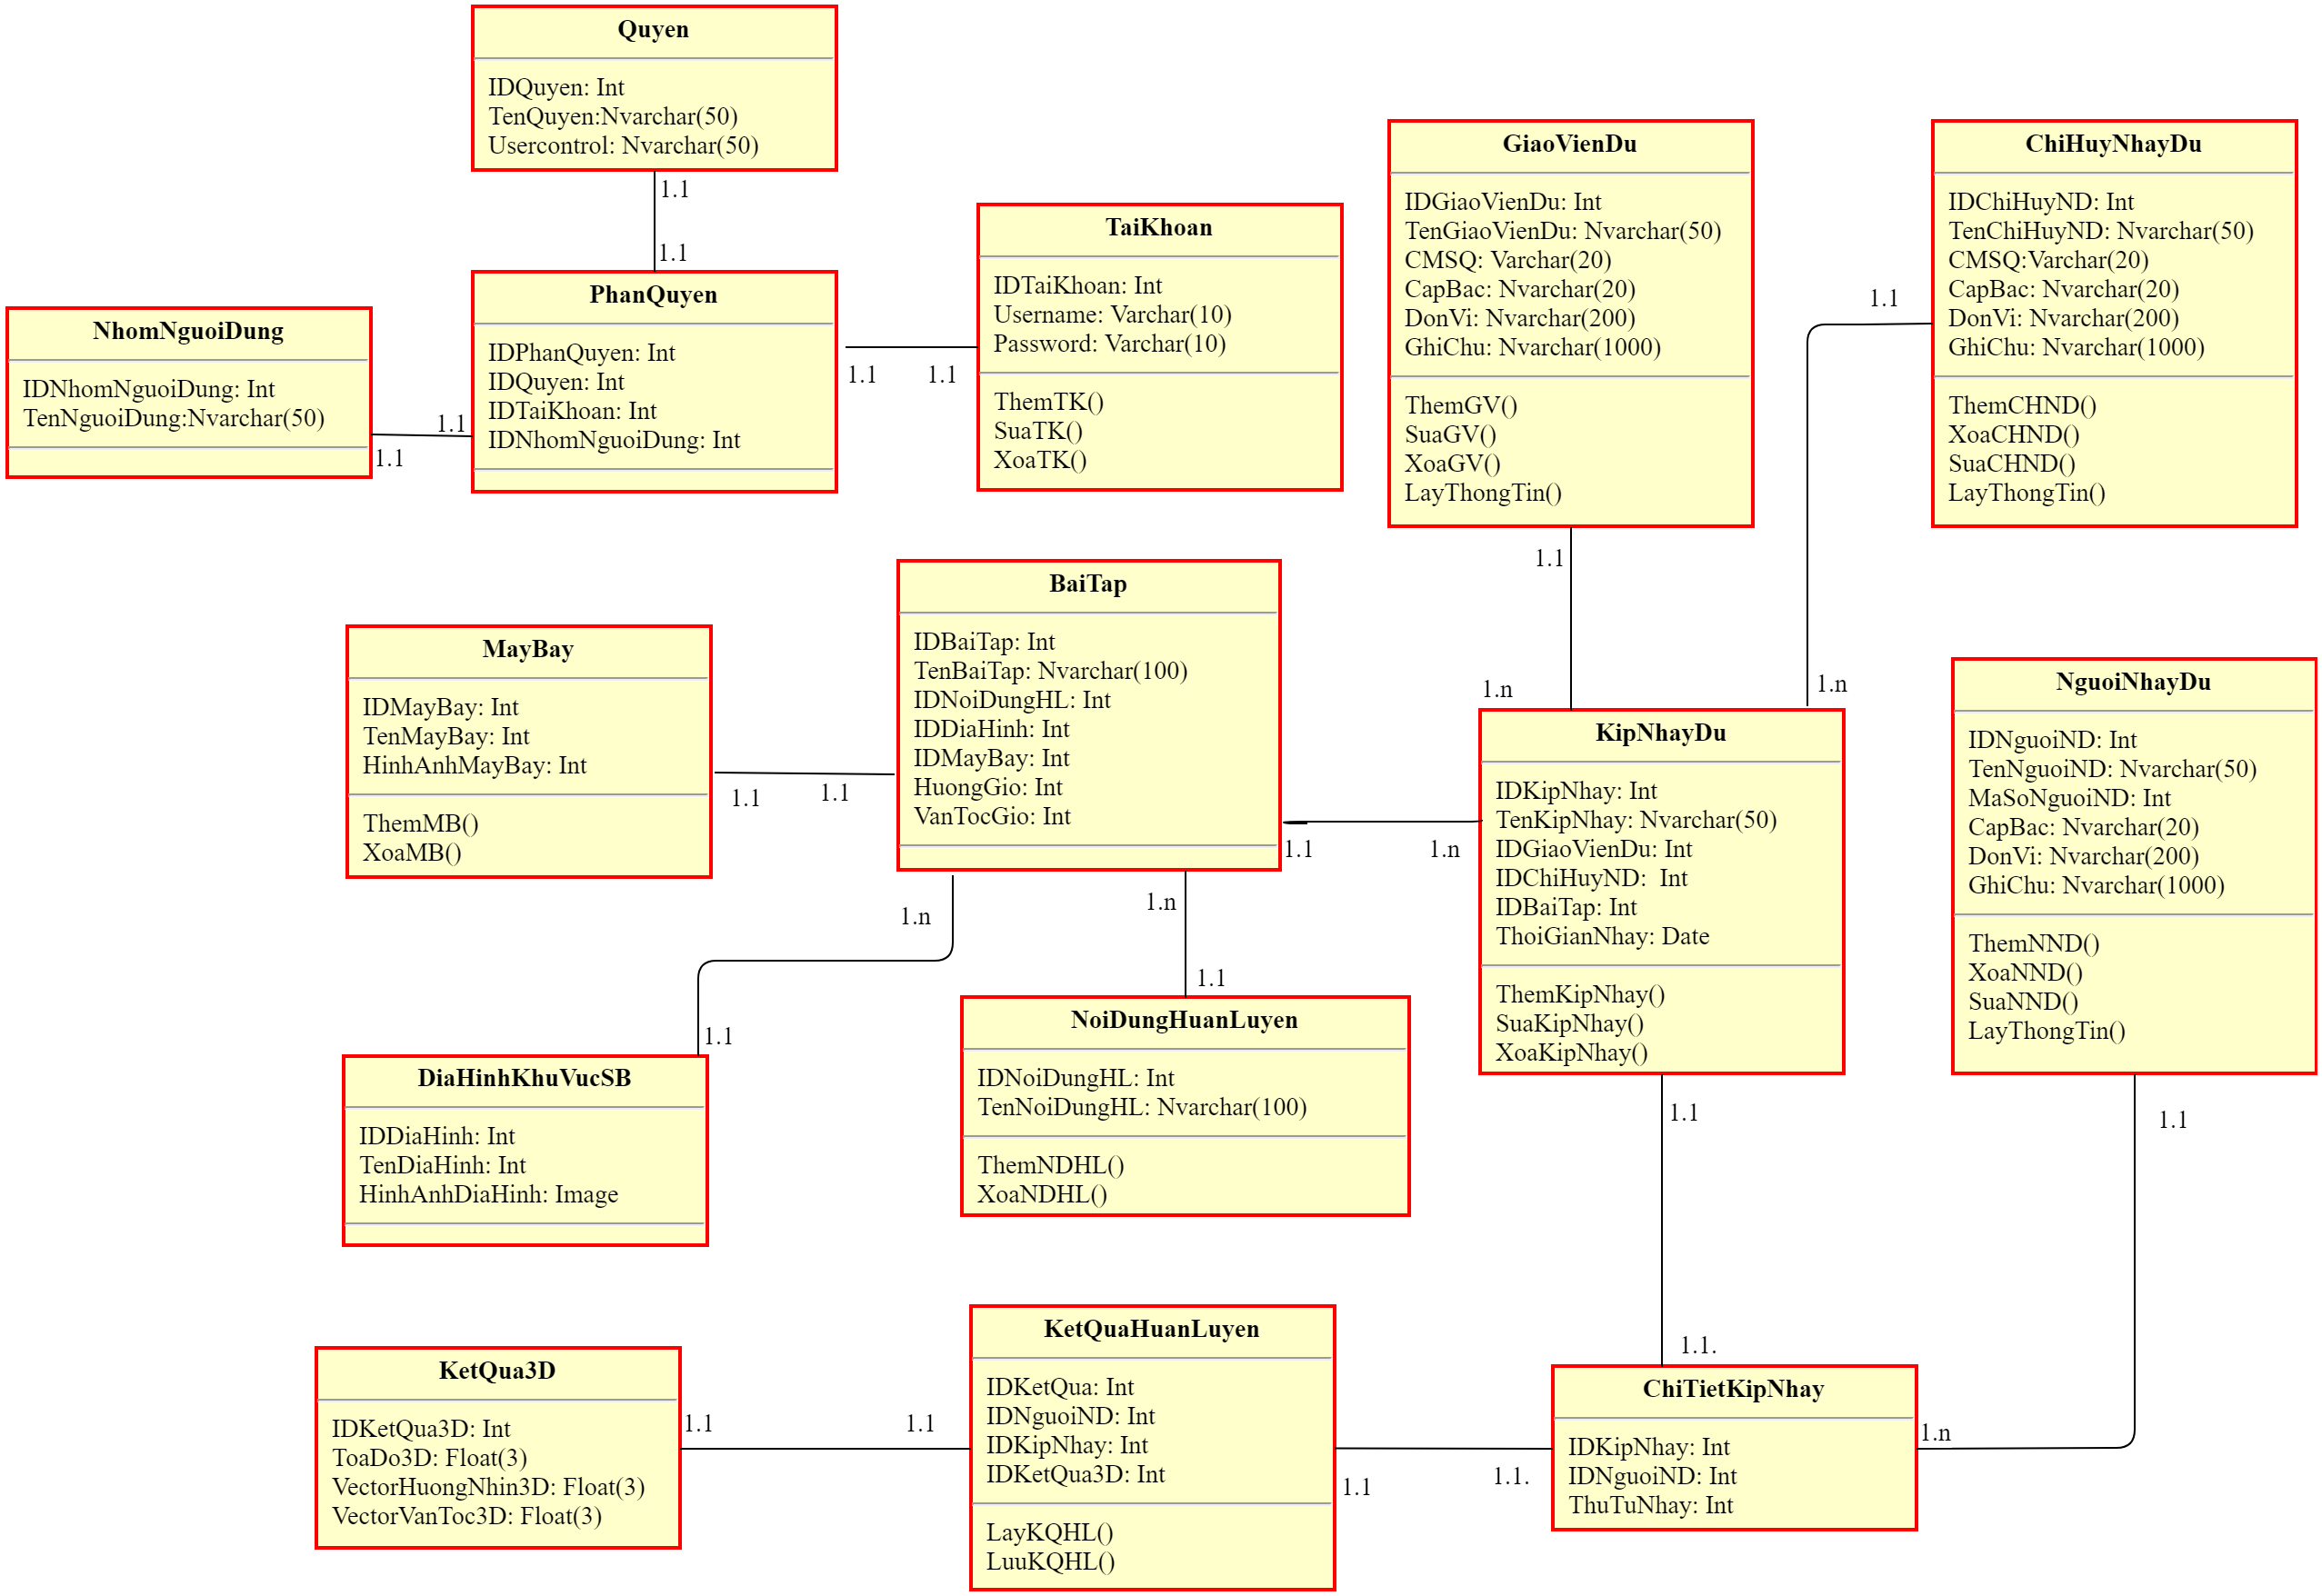 Quyen
IDQuyen: Int
TenQuyen:Nvarchar(50)
Usercontrol: Nvarchar(50)
1.1
1.1
PhanQuyen
IDPhanQuyen: Int
IDQuyen: Int
IDTaiKhoan: Int
IDNhomNguoiDung: Int
NhomNguoiDung
IDNhomNguoiDung: Int
TenNguoiDung:Nvarchar(50)
1.1
1.1
TaiKhoan
IDTaiKhoan: Int
Username: Varchar(10)
Password: Varchar(10)
ThemTK()
SuaTK()
XoaTK()
1.1
1.1
GiaoVienDu
IDGiaoVienDu: Int
TenGiaoVienDu: Nvarchar(50)
CMSQ: Varchar(20)
CapBac: Nvarchar(20)
DonVi: Nvarchar(200)
GhiChu: Nvarchar(1000)
ThemGV()
SuaGV()
XoaGV()
LayThongTin()
1.1
1.n
ChiHuyNhayDu
IDChiHuyND: Int
TenChiHuyND: Nvarchar(50)
CMSQ:Varchar(20)
CapBac: Nvarchar(20)
DonVi: Nvarchar(200)
GhiChu: Nvarchar(1000)
ThemCHND()
XoaCHND()
SuaCHND()
LayThongTin()
1.1
1.n
MayBay
IDMayBay: Int
TenMayBay: Int
HinhAnhMayBay: Int
ThemMB()
XoaMB()
1.1
1.1
BaiTap
IDBaiTap: Int
TenBaiTap: Nvarchar(100)
IDNoiDungHL: Int
IDDiaHinh: Int
IDMayBay: Int
HuongGio: Int
VanTocGio: Int
1.1
1.n
1.n
1.n
1.1
1.1
KipNhayDu
IDKipNhay: Int
TenKipNhay: Nvarchar(50)
IDGiaoVienDu: Int
IDChiHuyND:  Int
IDBaiTap: Int
ThoiGianNhay: Date
ThemKipNhay()
SuaKipNhay()
XoaKipNhay()
NguoiNhayDu
IDNguoiND: Int
TenNguoiND: Nvarchar(50)
MaSoNguoiND: Int
CapBac: Nvarchar(20)
DonVi: Nvarchar(200)
GhiChu: Nvarchar(1000)
ThemNND()
XoaNND()
SuaNND()
LayThongTin()
DiaHinhKhuVucSB
IDDiaHinh: Int
TenDiaHinh: Int
HinhAnhDiaHinh: Image
NoiDungHuanLuyen
IDNoiDungHL: Int
TenNoiDungHL: Nvarchar(100)
ThemNDHL()
XoaNDHL()
1.1
1.1
1.1.
1.n
KetQua3D
IDKetQua3D: Int
ToaDo3D: Float(3)
VectorHuongNhin3D: Float(3)
VectorVanToc3D: Float(3)
1.1
1.1
KetQuaHuanLuyen
IDKetQua: Int
IDNguoiND: Int
IDKipNhay: Int
IDKetQua3D: Int
LayKQHL()
LuuKQHL()
1.1
1.1.
ChiTietKipNhay
IDKipNhay: Int
IDNguoiND: Int
ThuTuNhay: Int